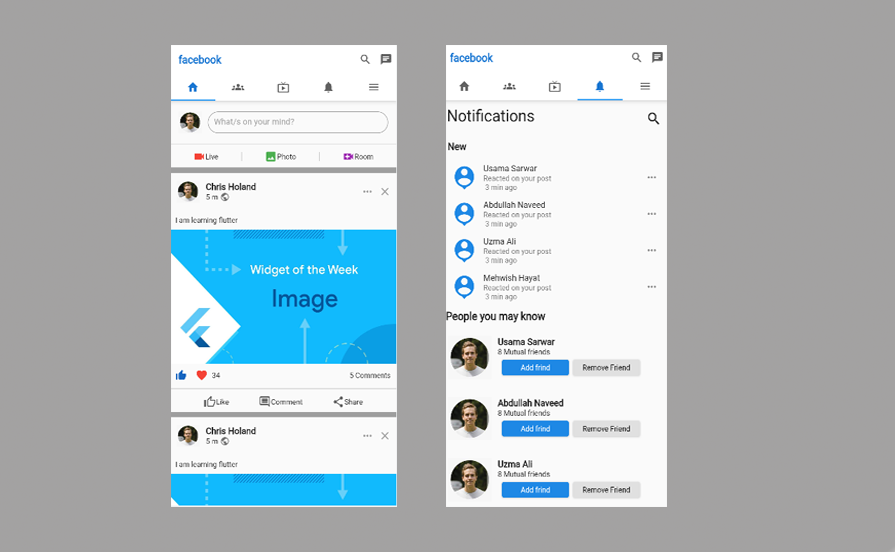 facebook
What/s on your mind?
Live
Photo
Room
Chris Holand
5 m
I am learning flutter
Widget of the Week
Image
34
5 Comments
Like
Comment
Share
Chris Holand
5 m
I am learning flutter
facebook
Notifications
New
Usama Sarwar
Reacted on your post
3 min ago
Abdullah Naveed
Reacted on your post
3 min ago
Uzma Ali
Reacted on your post
3 min ago
Mehwish Hayat
Reacted on your post
3 min ago
People you may know
Usama Sarwar
8 Mutual friends
Add frind
Remove Friend
Abdullah Naveed
8 Mutual friends
Add frind
Remove Friend
Uzma Ali
8 Mutual friends
Add frind
Remove Friend